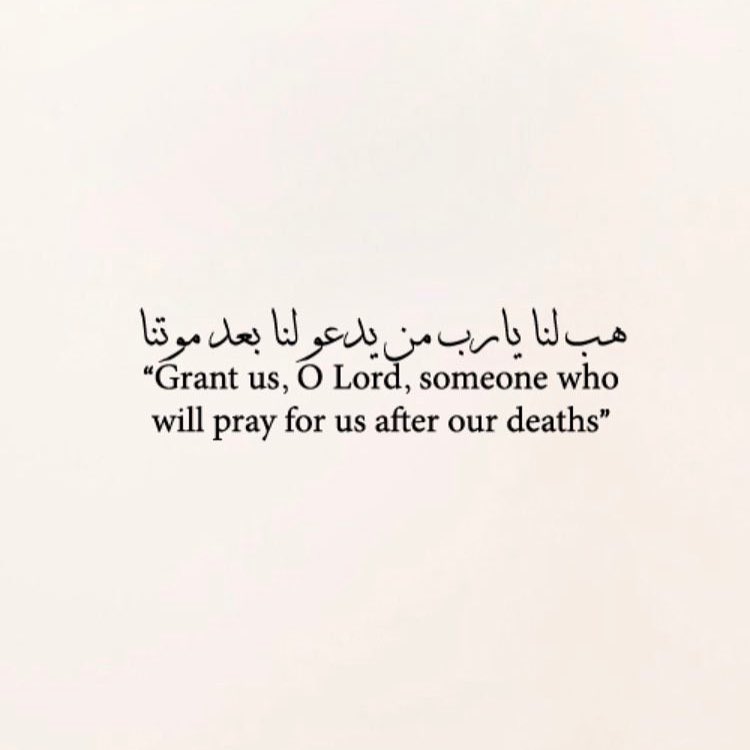 هب لنا يارب من يدعو لنا بعد موتنا
“Grant us, O Lord, someone who
will pray for us after our deaths”